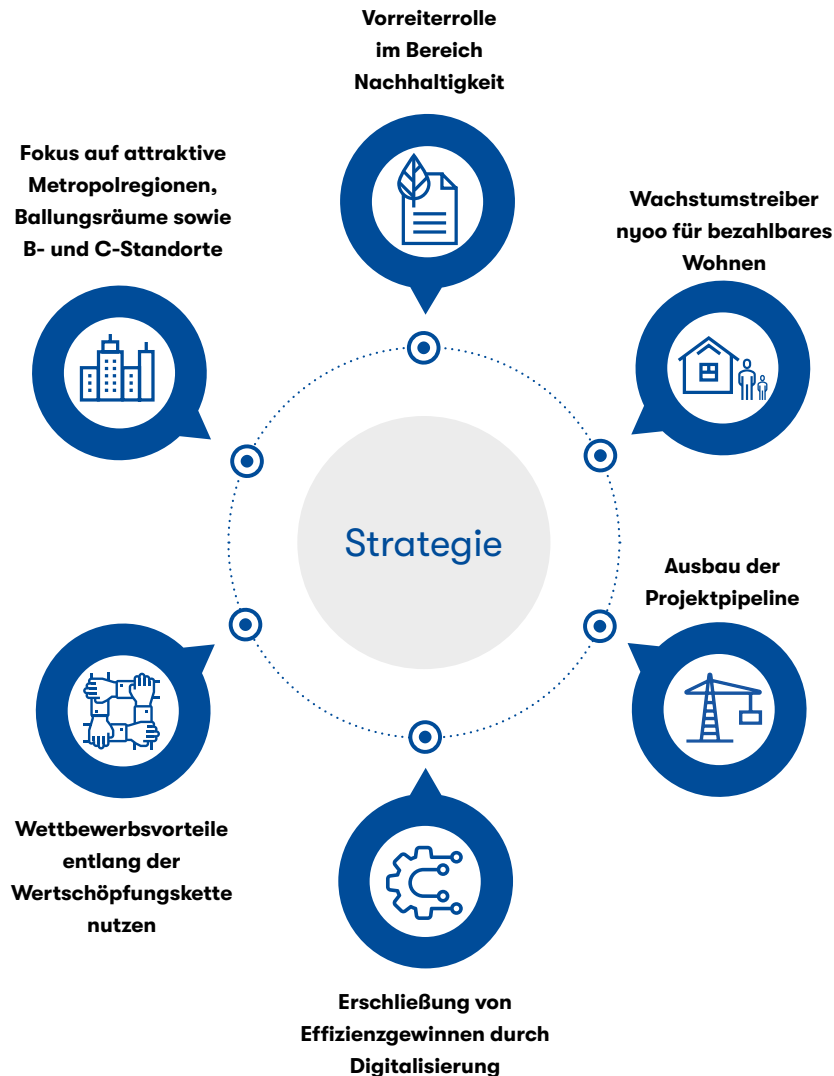 Vorreiterrolle
im Bereich
Nachhaltigkeit
Fokus auf attraktive
Metropolregionen,
Ballungsräume sowie
B- und C-Standorte
Wachstumstreiber
nyoo für bezahlbares
Wohnen
Strategie
Ausbau der
Projektpipeline
Wettbewerbsvorteile
entlang der
Wertschöpfungskette
nutzen
Erschließung von
Effizienzgewinnen durch
Digitalisierung